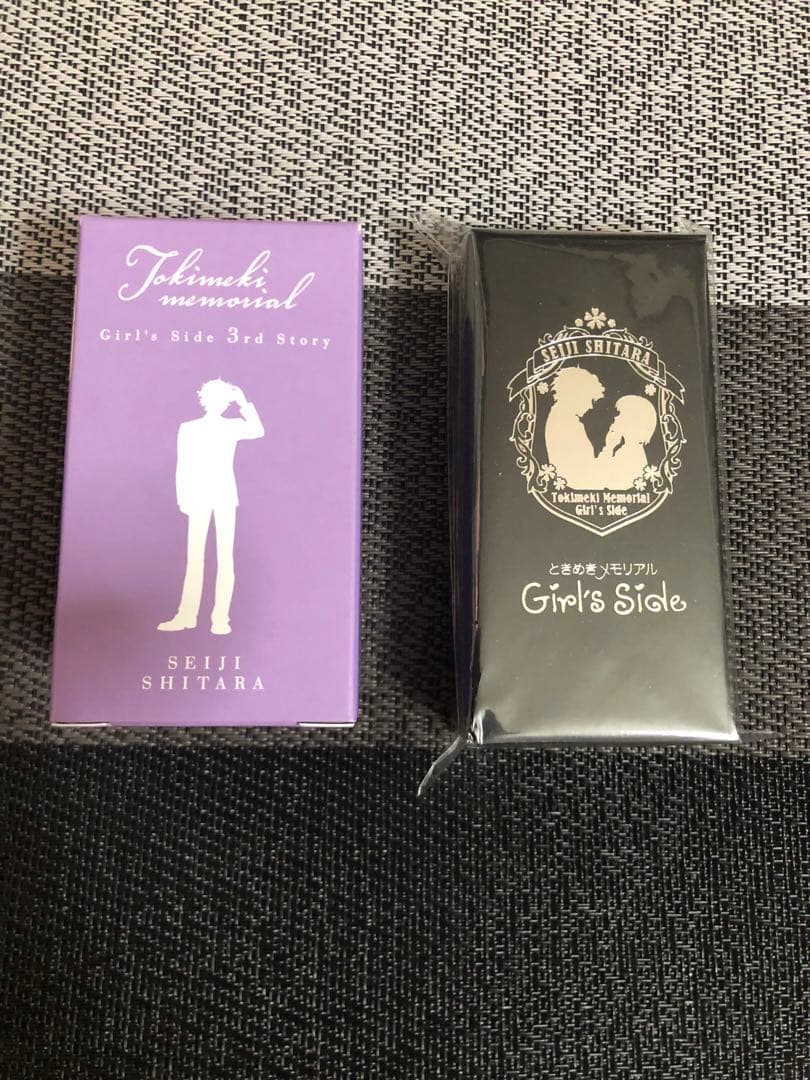 Tokimeki
memorial
Girl's Side 3rd Story
SEIJI
SHITARA
SEIJI SHITARA
Tokimeki Memorial
Girl's Side
ときめきメモリアル
Girl's Side